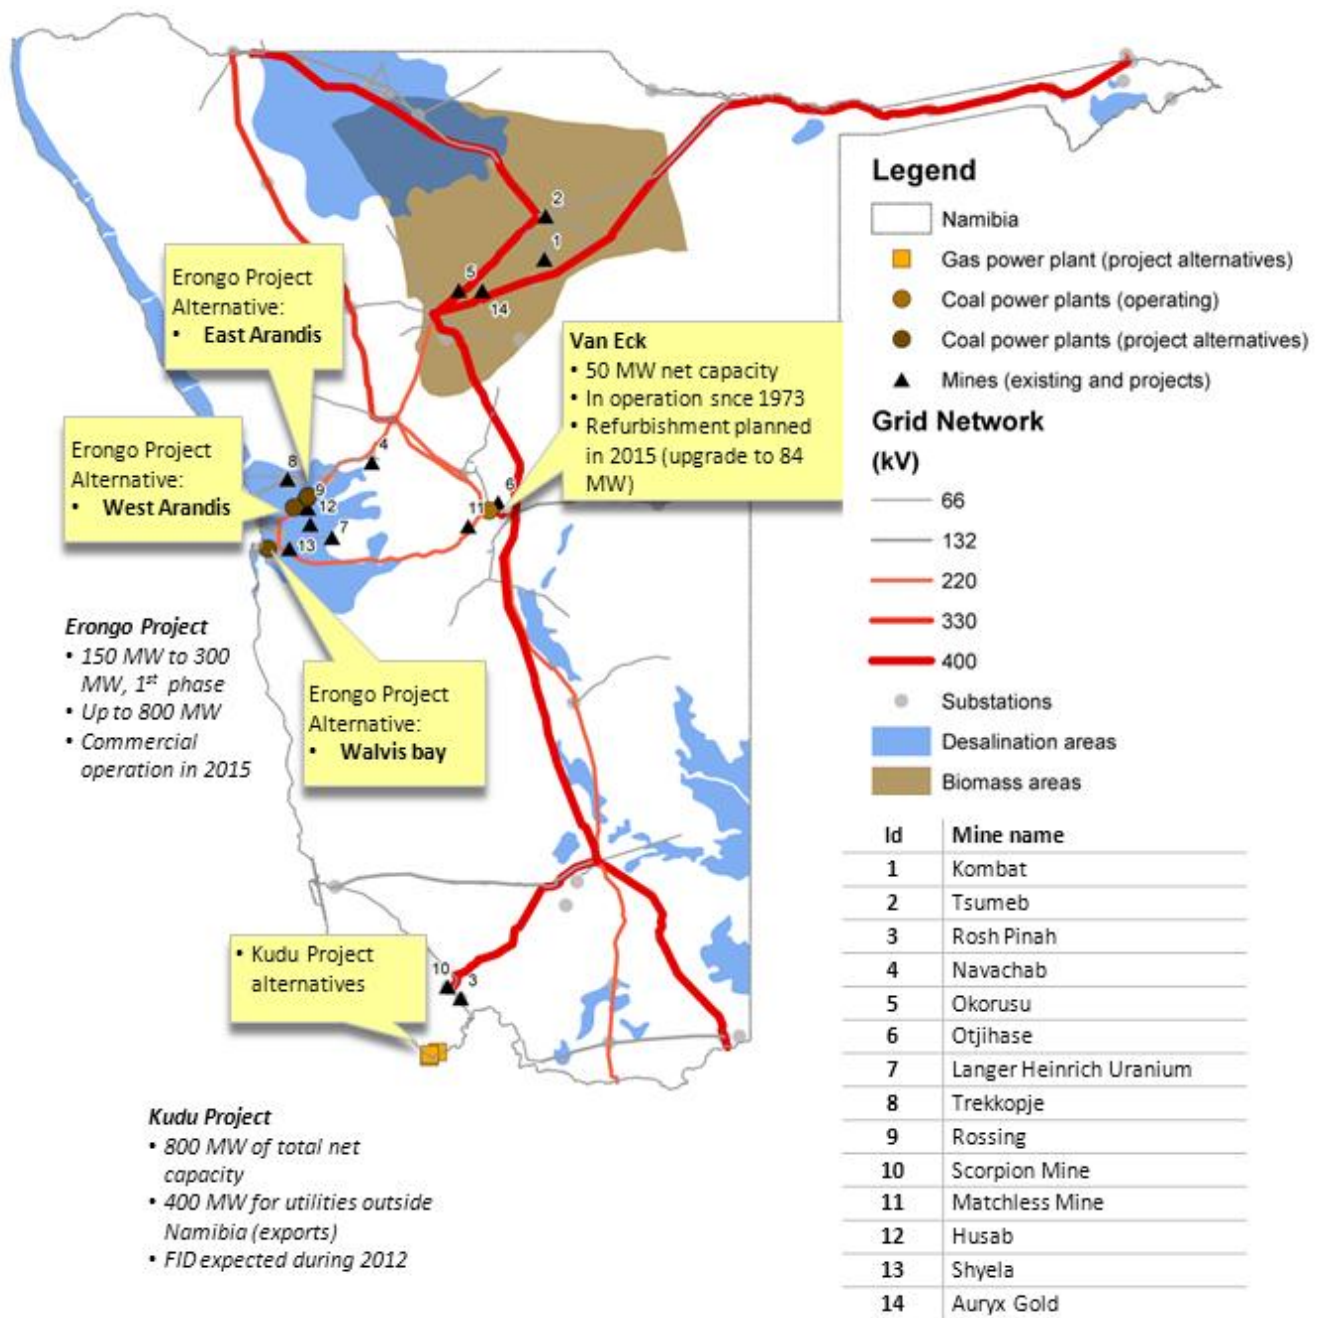 2
1
5
14
Erongo Project
Alternative:
• East Arandis
Van Eck
• 50 MW net capacity
• In operation snce 1973
• Refurbishment planned
in 2015 (upgrade to 84
MW)
Erongo Project
Alternative:
• West Arandis
4
8
9
12
7
13
6
11
Erongo Project
• 150 MW to 300
MW, 1st phase
• Up to 800 MW
• Commercial
operation in 2015
Erongo Project
Alternative:
• Walvis bay
• Kudu Project
alternatives
10
3
Kudu Project
• 800 MW of total net
capacity
• 400 MW for utilities outside
Namibia (exports)
• FID expected during 2012
Legend
Namibia
Gas power plant (project alternatives)
Coal power plants (operating)
Coal power plants (project alternatives)
Mines (existing and projects)
Grid Network
(kV)
66
132
220
330
400
Substations
Desalination areas
Biomass areas
Id Mine name
1 Kombat
2 Tsumeb
3 Rosh Pinah
4 Navachab
5 Okorusu
6 Otjihase
7 Langer Heinrich Uranium
8 Trekkopje
9 Rossing
10 Scorpion Mine
11 Matchless Mine
12 Husab
13 Shyela
14 Auryx Gold